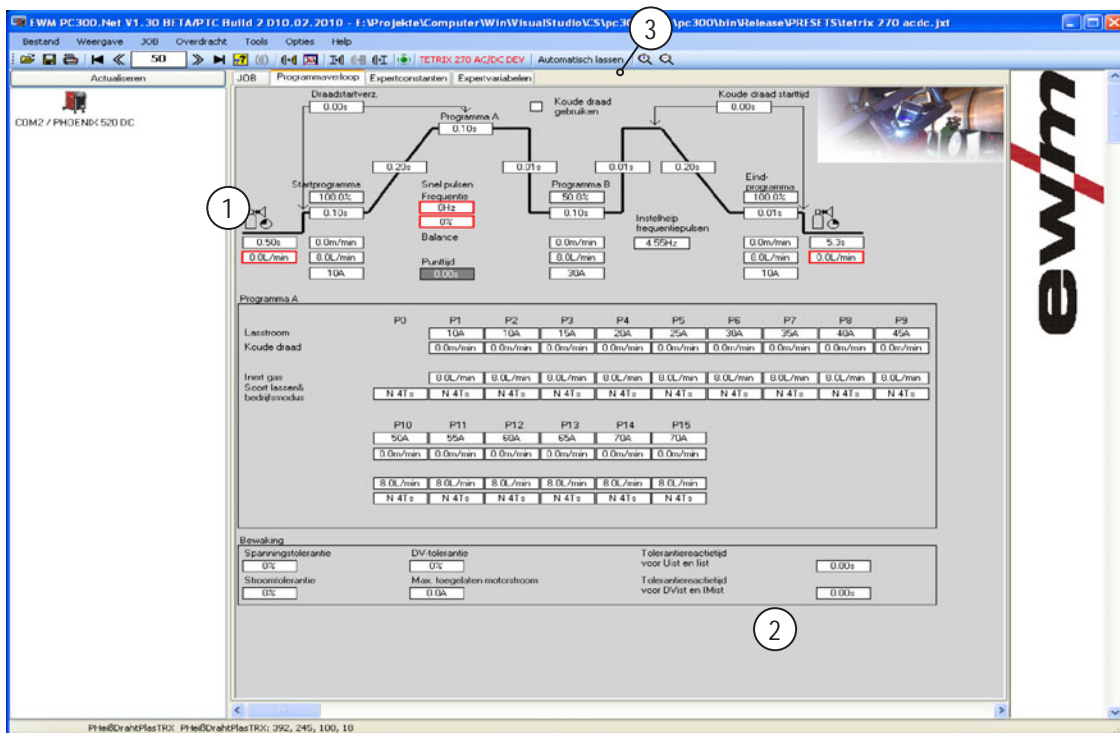 EWM PC300.Net V1.30 BETA/PTC Build 2 D10.02.2010 - E:\Projekte\Computer\Win\VisualStudio\CS\pc30 \pc300\bin\Release\PRESETS\tetrix 270 acdc.jxt
3
Bestand Weergave JOB Overdracht Tools Opties Help
50 TETRIX 270 AC/DC DEV Automatisch lassen
Actualiseren
JOB Programmaverloop Expertconstanten Expertvariabelen
COM2 / PHOENIX 520 DC
Draadstartverz. Koude draad starttijd
0.00s Koude draad gebruiken 0.00s
Programma A
0.10s
0.20s 0.01s 0.01s 0.20s
Startprogramma Snel pulsen Programma B Eind-
programma
100.0% Frequentie 50.0% 100.0%
1
0.10s 0Hz 0.10s 0.01s
0% Instelhelp
frequentiepulsen
0.50s 0.0m/min Balance 0.0m/min 4.55Hz 0.0m/min 5.3s
0.0L/min 8.0L/min 8.0L/min 8.0L/min 0.0L/min
Punttijd
10A 0.00s 30A 10A
Programma A
P0 P1 P2 P3 P4 P5 P6 P7 P8 P9
Lasstroom 10A 10A 15A 20A 25A 30A 35A 40A 45A
Koude draad 0.0m/min 0.0m/min 0.0m/min 0.0m/min 0.0m/min 0.0m/min 0.0m/min 0.0m/min 0.0m/min
Inert gas 8.0L/min 8.0L/min 8.0L/min 8.0L/min 8.0L/min 8.0L/min 8.0L/min 8.0L/min 8.0L/min
Soort lassen&
bedrijfsmodus N 4Ts N 4Ts N 4Ts N 4Ts N 4Ts N 4Ts N 4Ts N 4Ts N 4Ts N 4Ts
P10 P11 P12 P13 P14 P15
50A 55A 60A 65A 70A 70A
0.0m/min 0.0m/min 0.0m/min 0.0m/min 0.0m/min 0.0m/min
8.0L/min 8.0L/min 8.0L/min 8.0L/min 8.0L/min 8.0L/min
N 4Ts N 4Ts N 4Ts N 4Ts N 4Ts N 4Ts
Bewaking
Spanningstolerantie DV-tolerantie Tolerantiereactietijd
voor Uist en Iist
0% 0% 0.00s
Stroomtolerantie Max. toegelaten motorstroom Tolerantiereactietijd
voor DVist en IMist
0% 0.0A 0.00s
2
PHeißDrahtPlasTRX PHeißDrahtPlasTRX: 392, 245, 100, 18
ewm